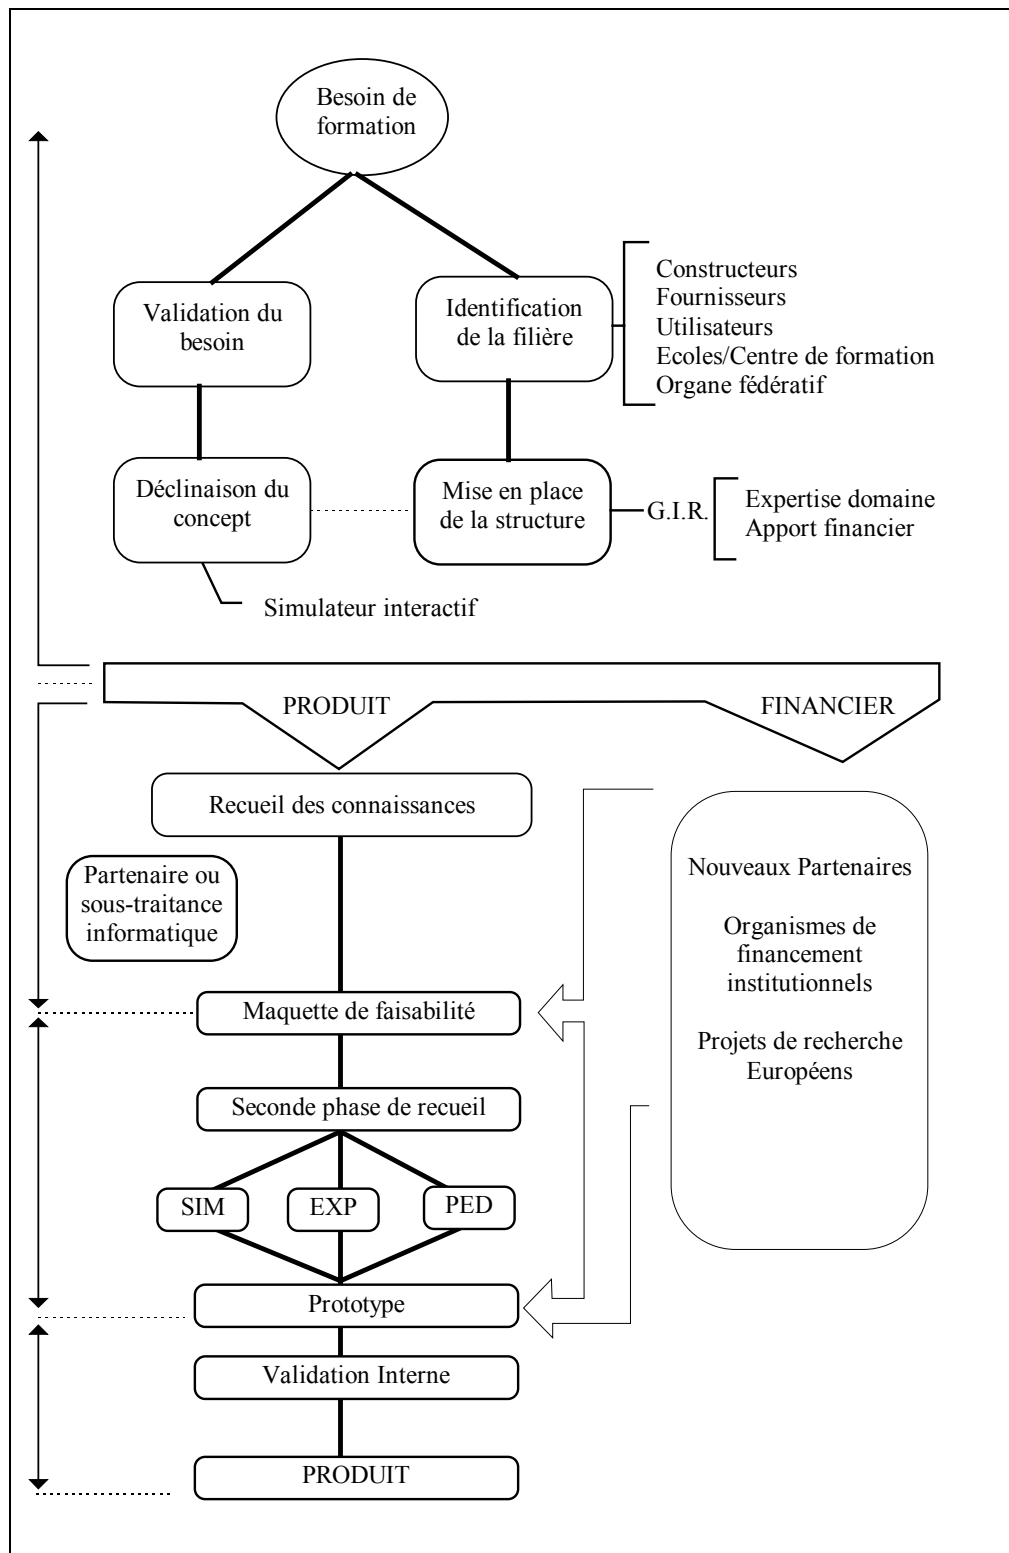 Besoin de
formation
Validation du
besoin
Identification
de la filière
Constructeurs
Fournisseurs
Utilisateurs
Ecoles/Centre de formation
Organe fédératif
Déclinaison du
concept
Mise en place
de la structure
G.I.R.
Expertise domaine
Apport financier
Simulateur interactif
PRODUIT
FINANCIER
Recueil des connaissances
Partenaire ou
sous-traitance
informatique
Nouveaux Partenaires
Organismes de
financement
institutionnels
Projets de recherche
Européens
Maquette de faisabilité
Seconde phase de recueil
SIM
EXP
PED
Prototype
Validation Interne
PRODUIT